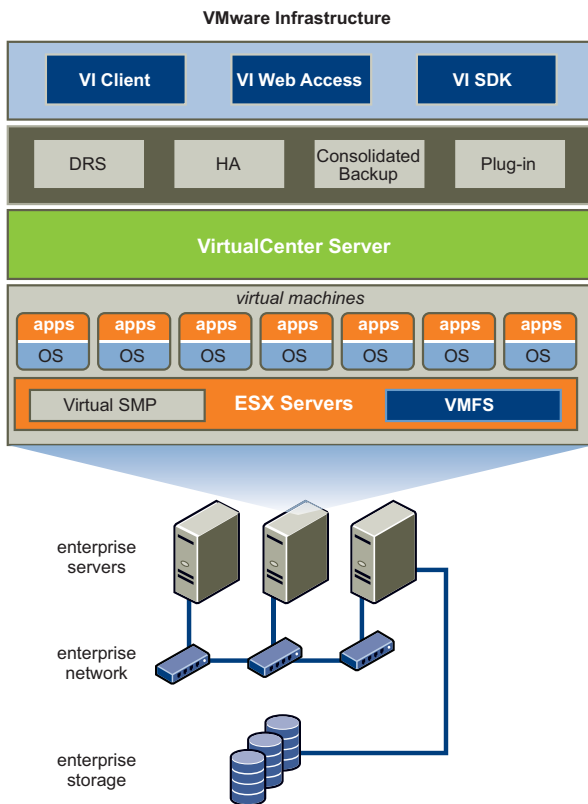 VMware Infrastructure
VI Client
VI Web Access
VI SDK
DRS
HA
Consolidated
Backup
Plug-in
VirtualCenter Server
virtual machines
apps
apps
apps
apps
apps
apps
apps
OS
OS
OS
OS
OS
OS
OS
Virtual SMP
ESX Servers
VMFS
enterprise
servers
enterprise
network
enterprise
storage